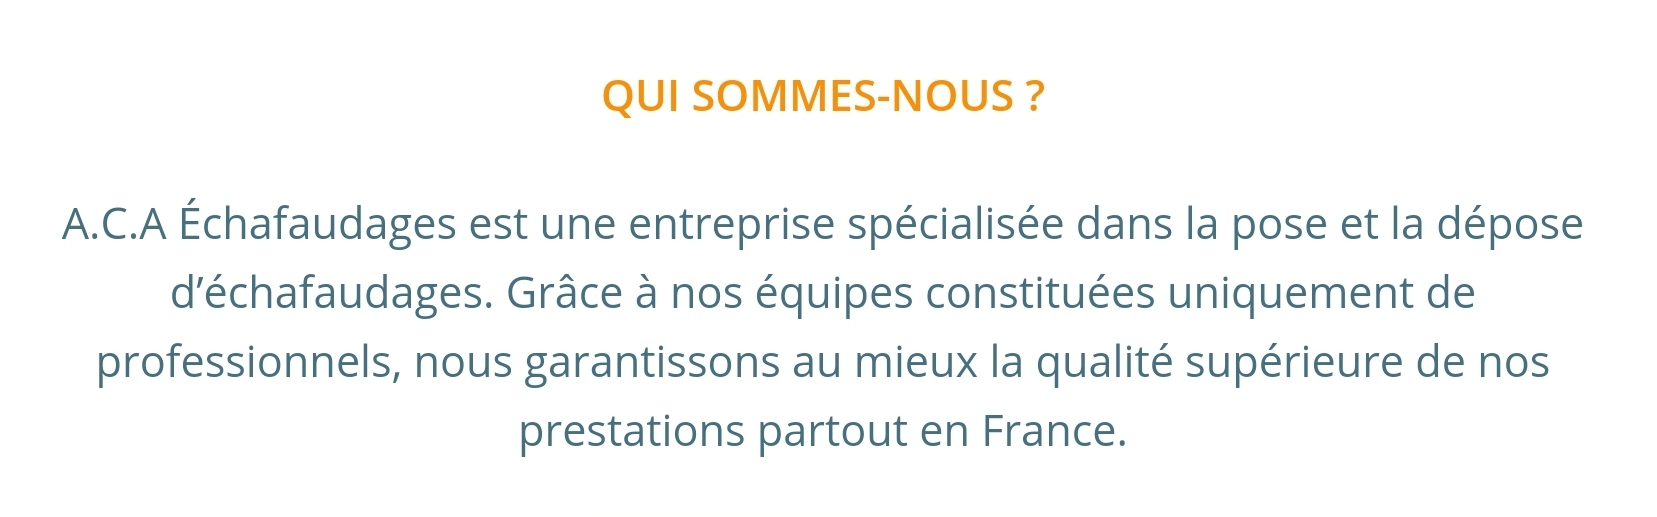 QUI SOMMES-NOUS ?
A.C.A Échafaudages est une entreprise spécialisée dans la pose et la dépose
d’échafaudages. Grâce à nos équipes constituées uniquement de
professionnels, nous garantissons au mieux la qualité supérieure de nos
prestations partout en France.